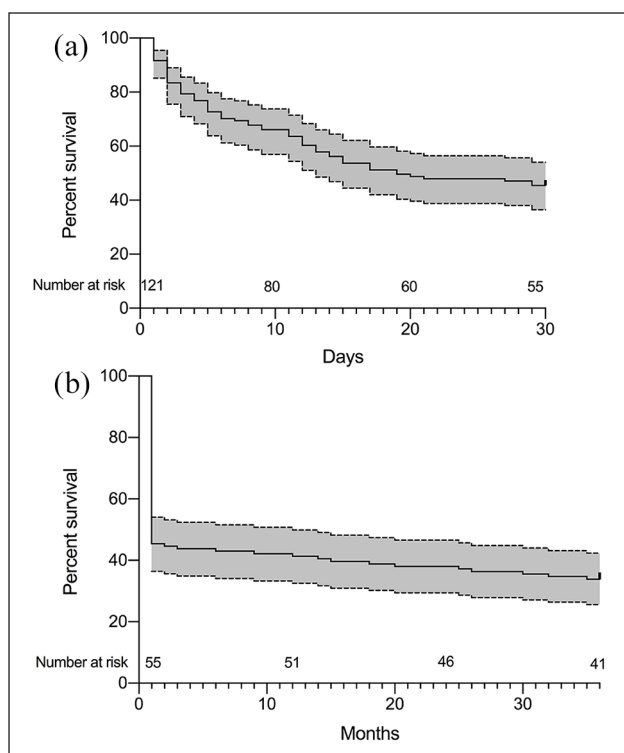 (a)
Percent survival
100
80
60
40
20
0
Number at risk 121 80 60 55
0 10 20 30
Days
(b)
Percent survival
100
80
60
40
20
0
Number at risk 55 51 46 41
0 10 20 30
Months